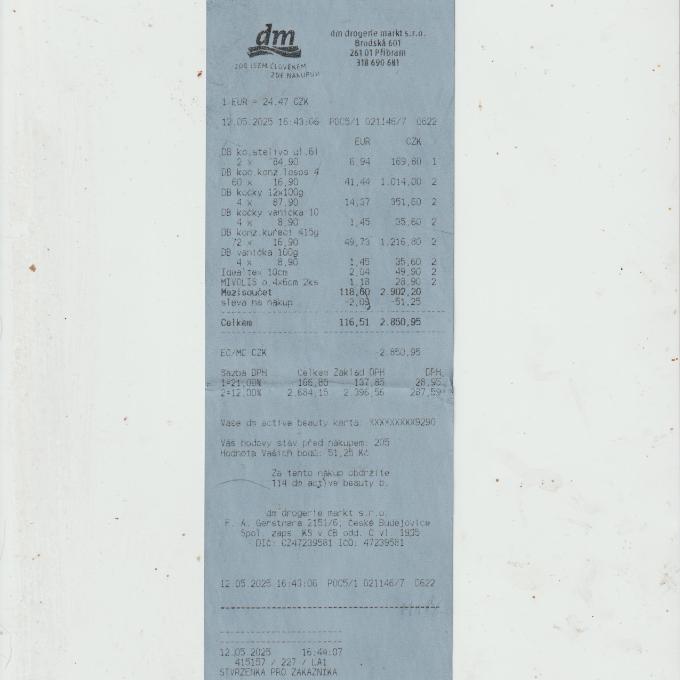 dm
ZDE JSEM ČLOVĚKEM
ZDE NAKUPUJI
dm drogerie markt s.r.o.
Brodská 601
261 01 Příbram
318 690 681
1 EUR = 24.47 CZK
12.05.2025 16:43:06 POC5/1 021146/7 0622
EUR CZK
DB ko.stelivo ul.6l
2 x 84,90 6,94 169,80 1
DB koc.konz.losos 4
60 x 16,90 41,44 1.014,00 2
DB kočky 12x100g
4 x 87,90 14,37 351,60 2
DB kočky vanička 10
4 x 8,90 1,45 35,60 2
DB konz.kuřecí 415g
72 x 16,90 49,73 1.216,80 2
DB vanička 100g
4 x 8,90 1,45 35,60 2
Idealtex 10cm 2,04 49,90 2
MIVOLIS o.4x6cm 2ks 1,18 28,90 2
Mezisoučet 118,60 2.902,20
sleva na nákup -2,09 -51,25
Celkem 116,51 2.850,95
EC/MC CZK -2.850,95
Sazba DPH Celkem Základ DPH DPH
1=21,00% 166,80 137,85 28,95
2=12,00% 2.684,15 2.396,56 287,59
Vaše dm active beauty karta: XXXXXXXXX9290
Váš bodový stav před nákupem: 205
Hodnota Vašich bodů: 51,25 Kč
Za tento nákup obdržíte
114 dm active beauty b.
dm drogerie markt s.r.o.
F. A. Gerstnera 2151/6, České Budějovice
Spol. zaps. KS v ČB odd. C vl. 1935
DIČ: CZ47239581 IČO: 47239581
12.05.2025 16:43:06 POC5/1 021146/7 0622
12.05.2025 16:44:07
415157 / 227 / LA1
STVRZENKA PRO ZÁKAZNÍKA